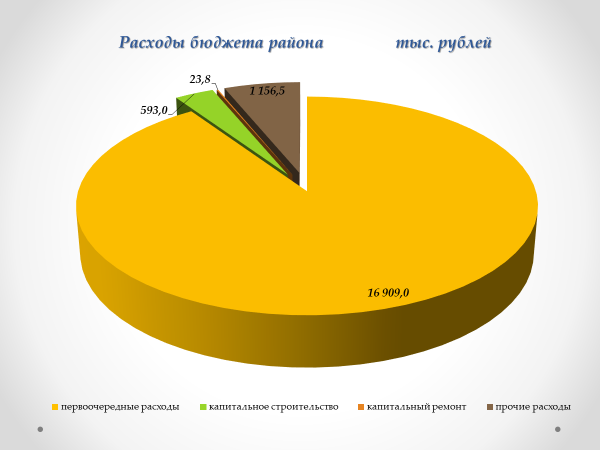 Расходы бюджета района тыс. рублей
23,8
1 156,5
593,0
16 909,0
первоочередные расходы капитальное строительство капитальный ремонт прочие расходы